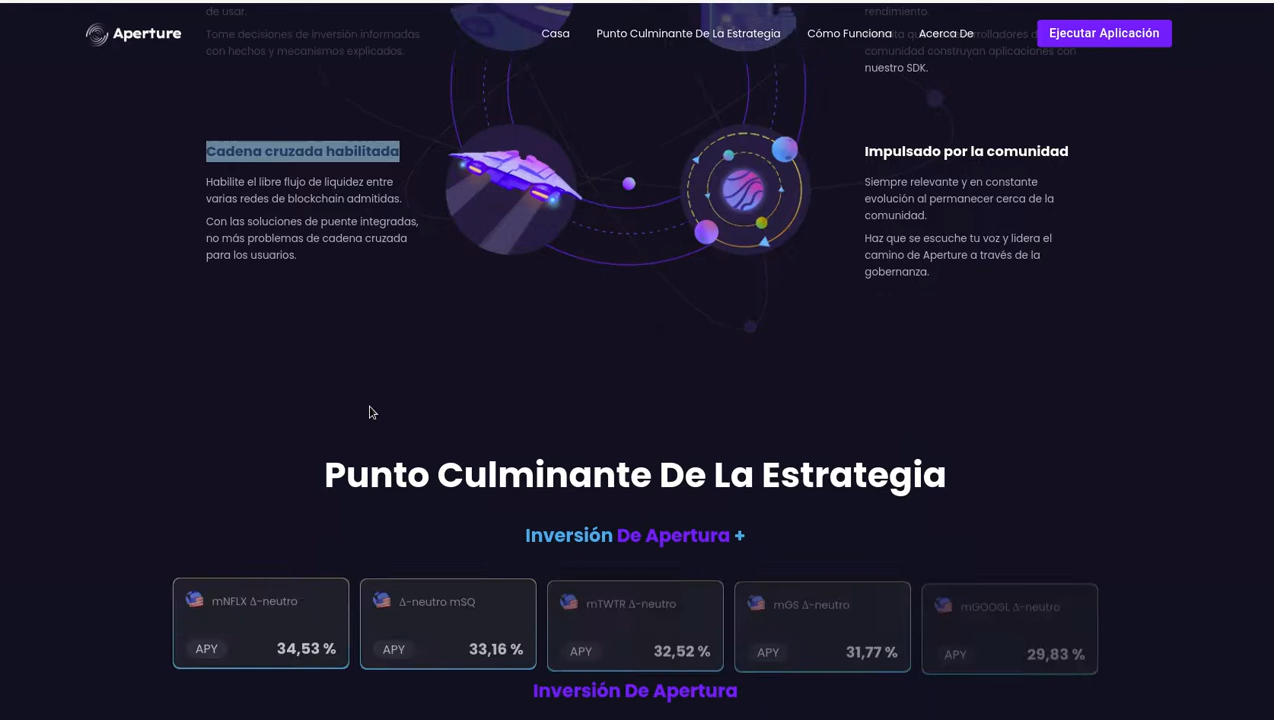 de usar.
rendimiento.
Aperture
Casa
Punto Culminante De La Estrategia
Cómo Funciona
Acerca De
Ejecutar Aplicación
Tome decisiones de inversión informadas
con hechos y mecanismos explicados.
comunidad construyan aplicaciones con
nuestro SDK.
Cadena cruzada habilitada
Habilite el libre flujo de liquidez entre
varias redes de blockchain admitidas.
Con las soluciones de puente integradas,
no más problemas de cadena cruzada
para los usuarios.
Impulsado por la comunidad
Siempre relevante y en constante
evolución al permanecer cerca de la
comunidad.
Haz que se escuche tu voz y lidera el
camino de Aperture a través de la
gobernanza.
Punto Culminante De La Estrategia
Inversión De Apertura +
mNFLX Δ-neutro
APY 34,53 %
Δ-neutro mSQ
APY 33,16 %
mTWTR Δ-neutro
APY 32,52 %
mGS Δ-neutro
APY 31,77 %
mGOOGL Δ-neutro
APY 29,83 %
Inversión De Apertura